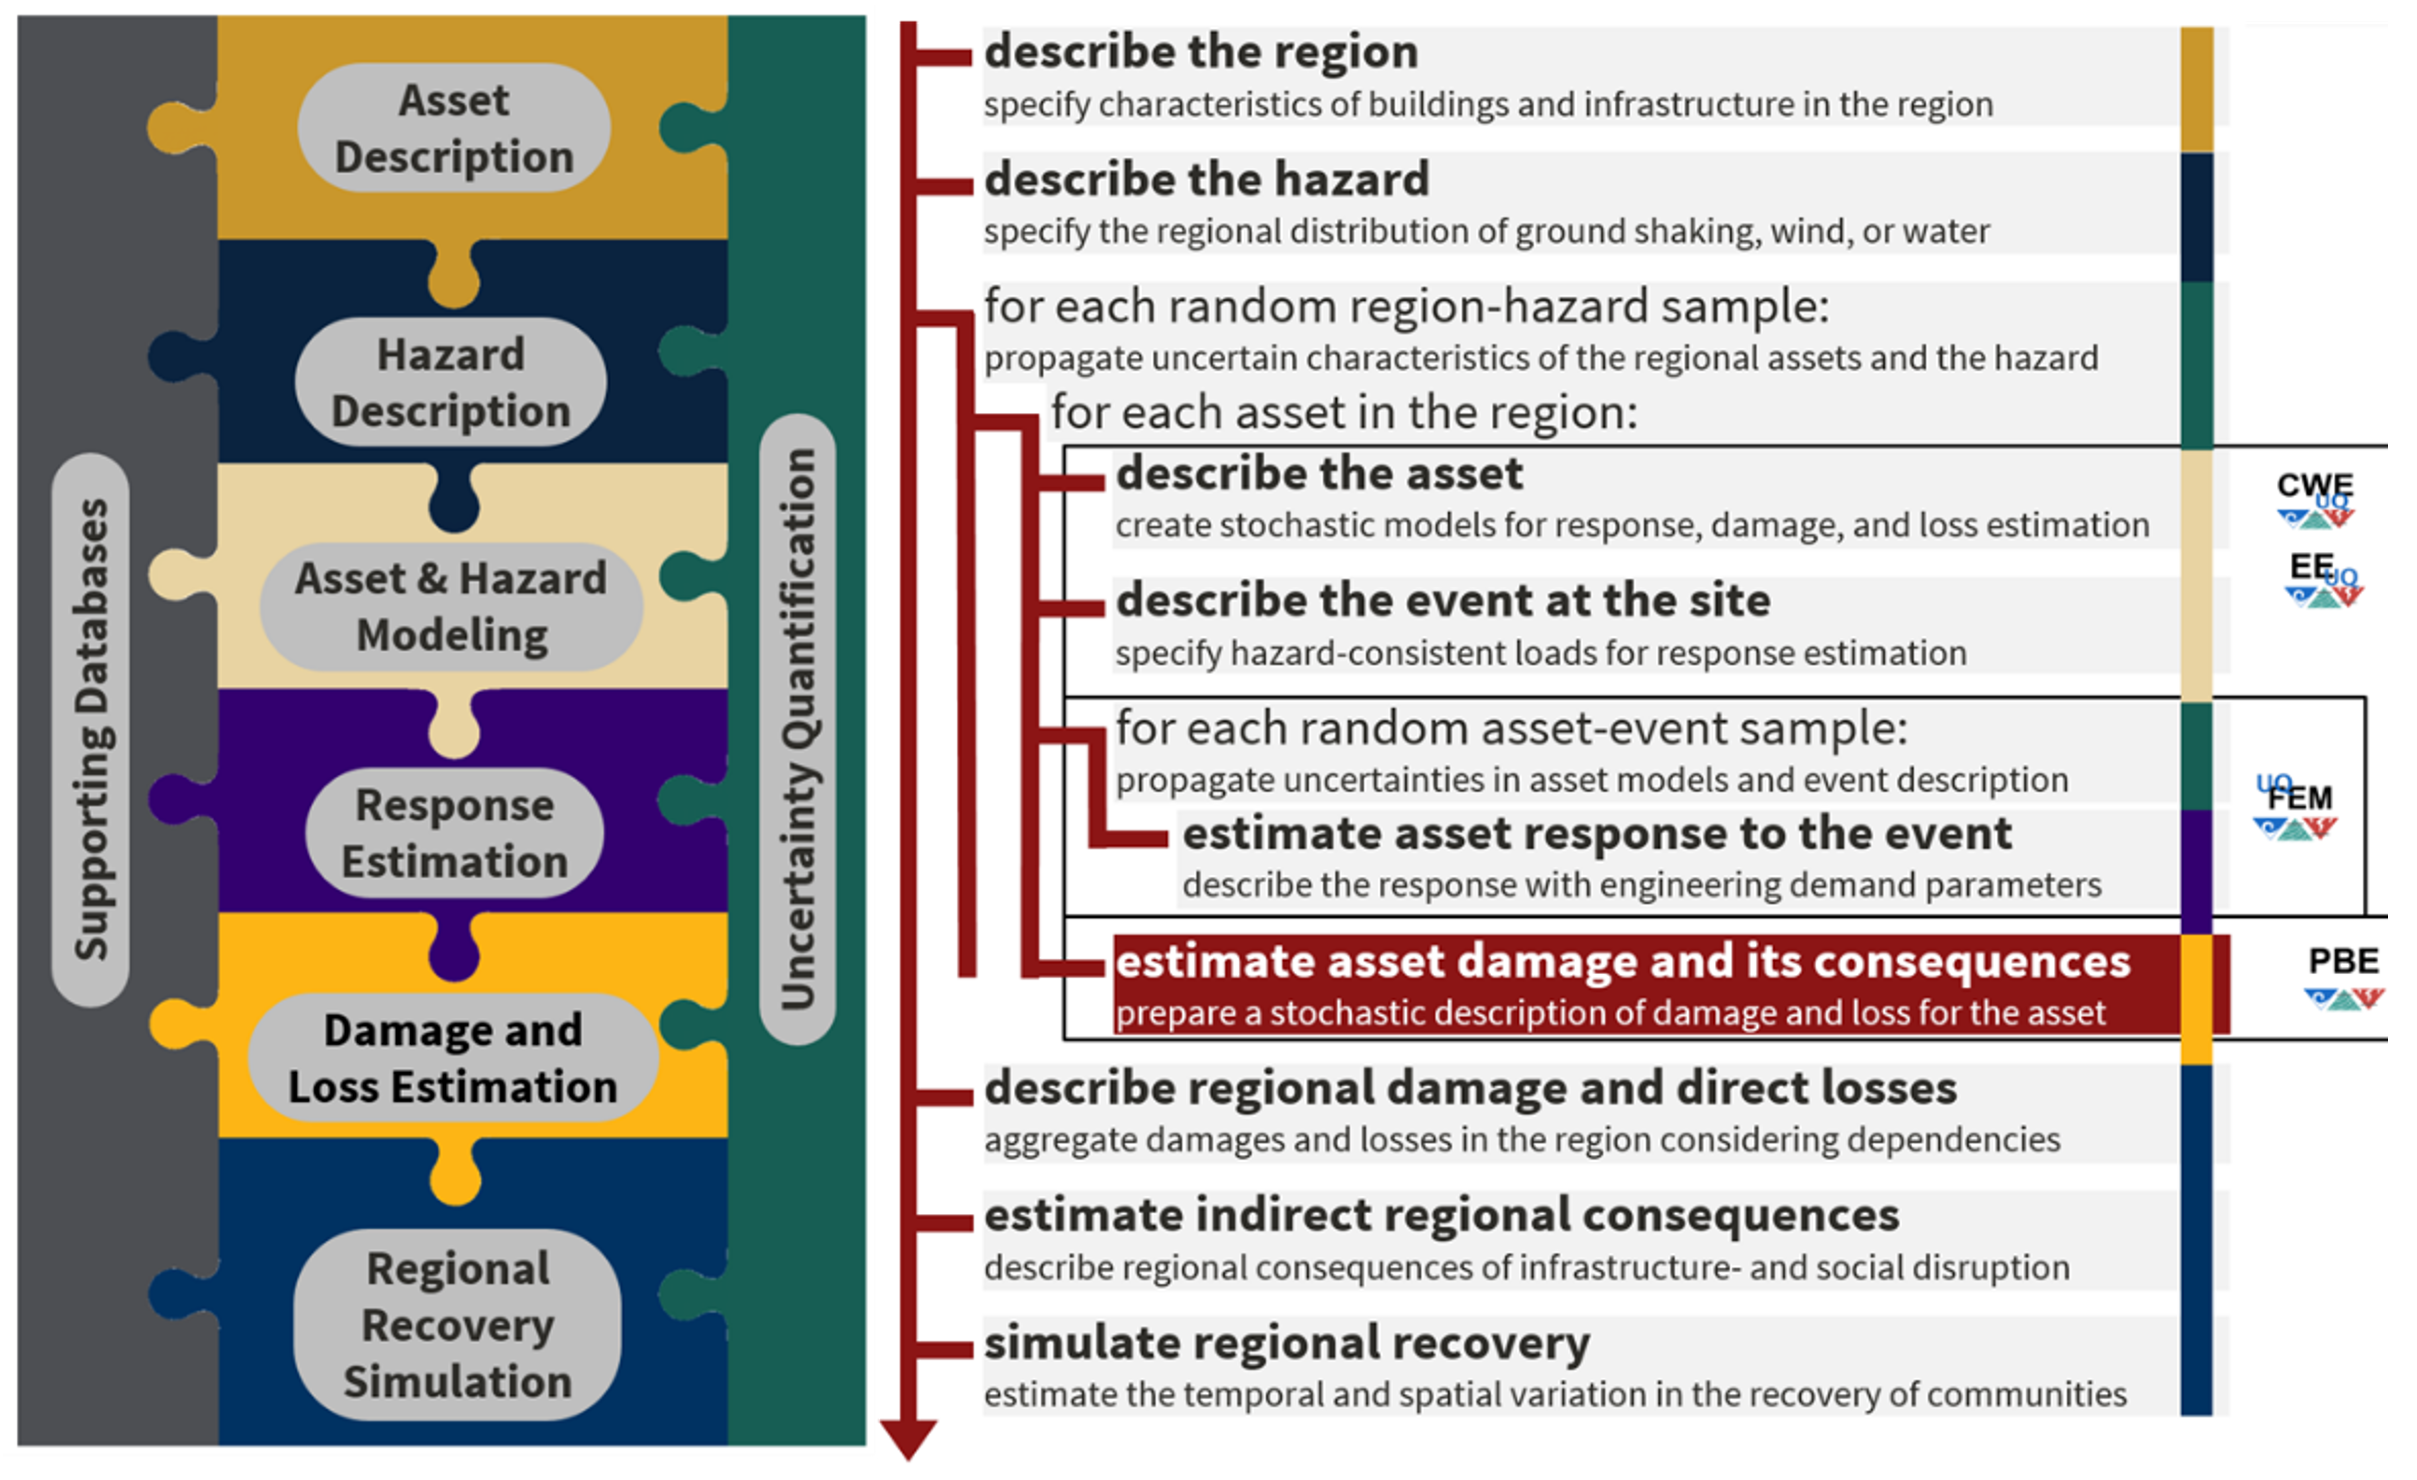 Supporting Databases
Asset
Description
Hazard
Description
Asset & Hazard
Modeling
Response
Estimation
Damage and
Loss Estimation
Regional
Recovery
Simulation
Uncertainty Quantification
describe the region
specify characteristics of buildings and infrastructure in the region
describe the hazard
specify the regional distribution of ground shaking, wind, or water
for each random region-hazard sample:
propagate uncertain characteristics of the regional assets and the hazard
for each asset in the region:
describe the asset
create stochastic models for response, damage, and loss estimation
describe the event at the site
specify hazard-consistent loads for response estimation
CWE
UQ
EE
UQ
for each random asset-event sample:
propagate uncertainties in asset models and event description
estimate asset response to the event
describe the response with engineering demand parameters
UQ
FEM
estimate asset damage and its consequences
prepare a stochastic description of damage and loss for the asset
PBE
describe regional damage and direct losses
aggregate damages and losses in the region considering dependencies
estimate indirect regional consequences
describe regional consequences of infrastructure- and social disruption
simulate regional recovery
estimate the temporal and spatial variation in the recovery of communities